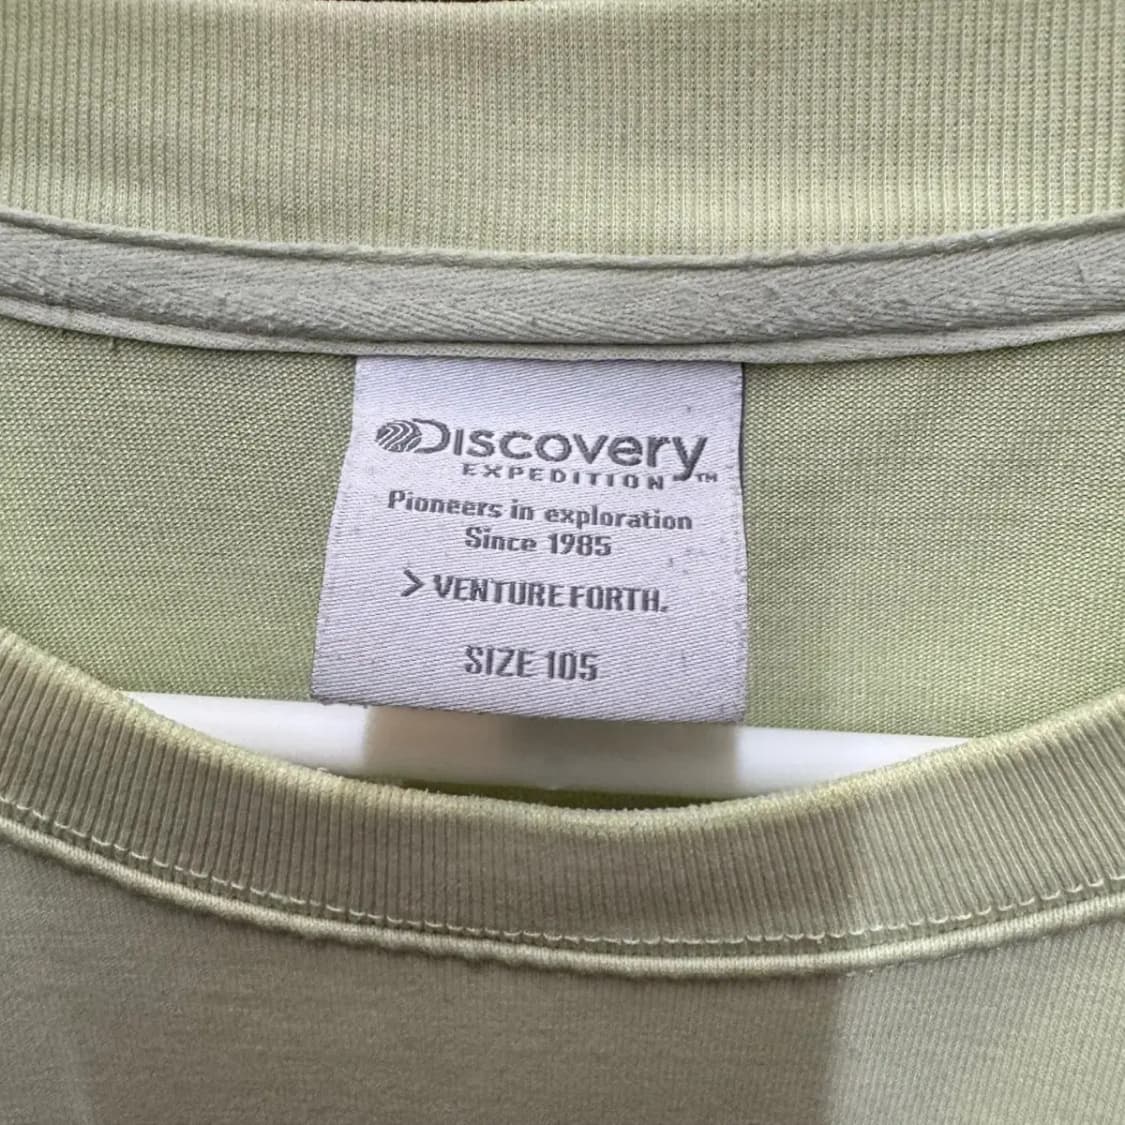 Discovery
EXPEDITION™
Pioneers in exploration
Since 1985
> VENTURE FORTH.
SIZE 105